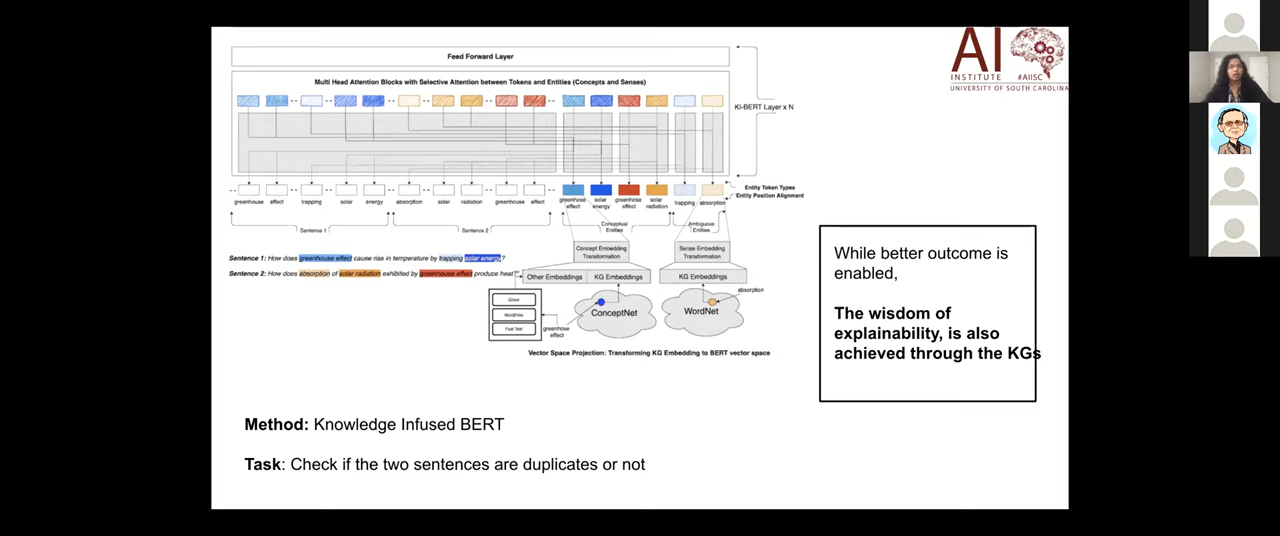 Feed Forward Layer
Multi Head Attention Blocks with Selective Attention between Tokens and Entities (Concepts and Senses)
Ki-BERT Layer x N
Entity Token Types
Entity Position Alignment
greenhouse effect trapping solar energy absorption solar radiation greenhouse effect
greenhose effect
solar energy
greenhose effect
solar radiation
trapping
absorption
Sentence 1
Sentence 2
Conceptual Entities
Ambiguous Entities
Sentence 1: How does greenhouse effect cause rise in temperature by trapping solar energy?
Sentence 2: How does absorption of solar radiation exhibited by greenhouse effect produce heat?"
Concept Embedding Transformation
Sense Embedding Transformation
Other Embeddings
KG Embeddings
KG Embeddings
Word2Vec
Fast Text
greenhose effect
ConceptNet
WordNet
absorption
Vector Space Projection: Transforming KG Embedding to BERT vector space
AI
INSTITUTE #AIISC
UNIVERSITY OF SOUTH CAROLINA
While better outcome is
enabled,
The wisdom of
explainability, is also
achieved through the KGs
Method: Knowledge Infused BERT
Task: Check if the two sentences are duplicates or not